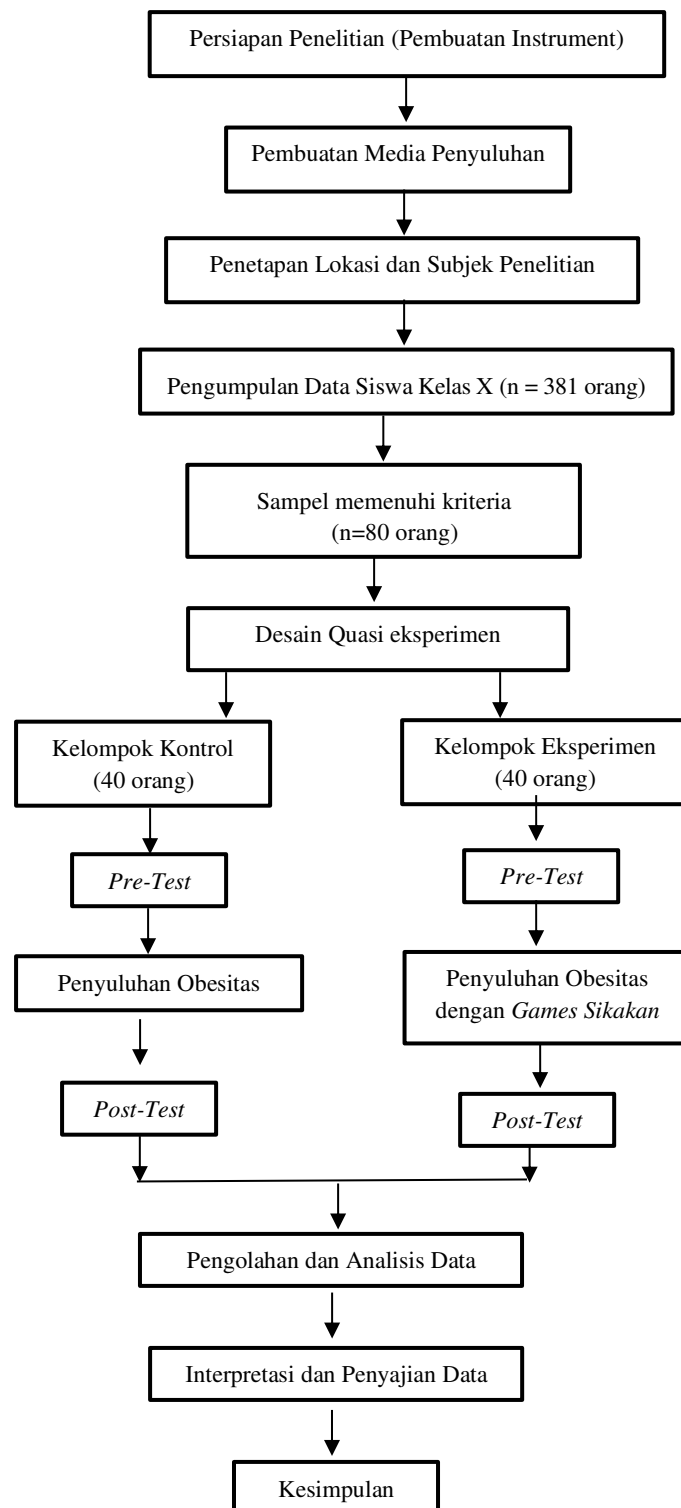 Persiapan Penelitian (Pembuatan Instrument)
Pembuatan Media Penyuluhan
Penetapan Lokasi dan Subjek Penelitian
Pengumpulan Data Siswa Kelas X (n = 381 orang)
Sampel memenuhi kriteria
(n=80 orang)
Desain Quasi eksperimen
Kelompok Kontrol
(40 orang)
Kelompok Eksperimen
(40 orang)
Pre-Test
Pre-Test
Penyuluhan Obesitas
Penyuluhan Obesitas
dengan Games Sikakan
Post-Test
Post-Test
Pengolahan dan Analisis Data
Interpretasi dan Penyajian Data
Kesimpulan